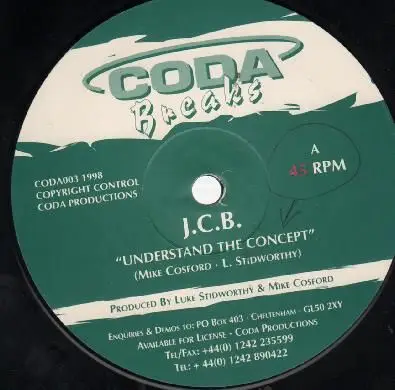 CODA
Breaks
CODA003 1998
COPYRIGHT CONTROL
CODA PRODUCTIONS
A
43 RPM
J.C.B.
"UNDERSTAND THE CONCEPT"
(MIKE COSFORD · L. STIDWORTHY)
PRODUCED BY LUKE STIDWORTHY & MIKE COSFORD
ENQUIRIES & DEMOS TO: PO BOX 403 · CHELTENHAM · GL50 2XY
AVAILABLE FOR LICENSE - CODA PRODUCTIONS
TEL/FAX: +44(0) 1242 235599
TEL: + 44(0) 1242 890422